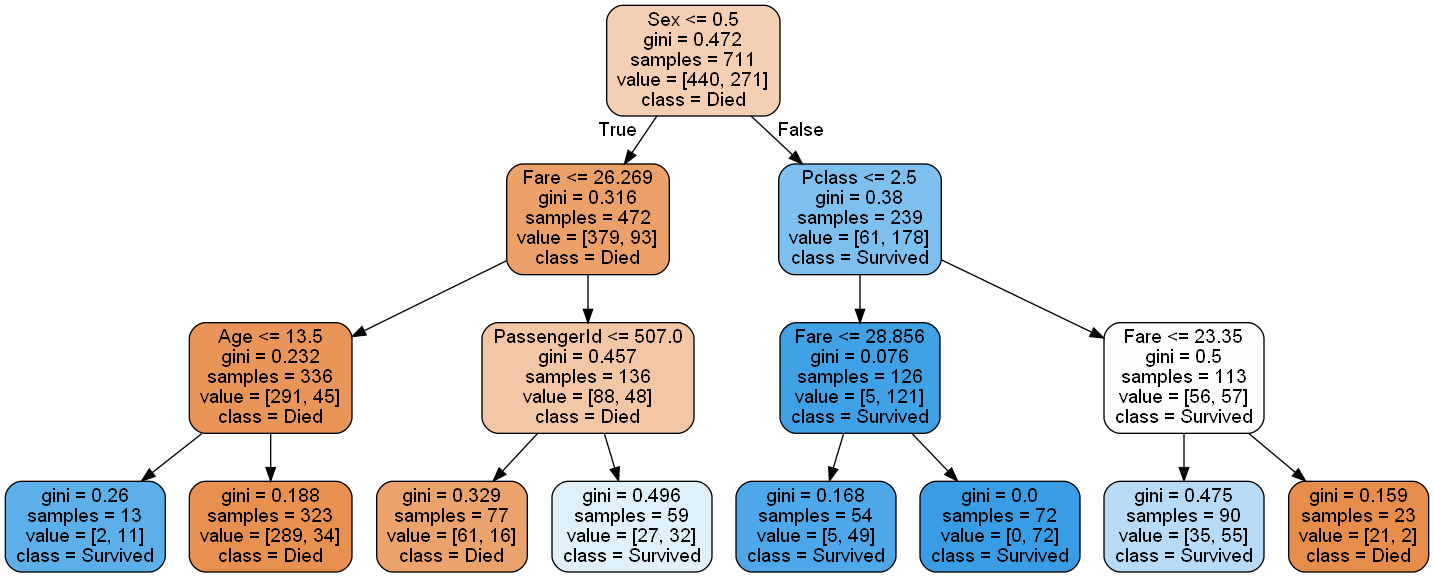 Sex <= 0.5
gini = 0.472
samples = 711
value = [440, 271]
class = Died
True
False
Fare <= 26.269
gini = 0.316
samples = 472
value = [379, 93]
class = Died
Pclass <= 2.5
gini = 0.38
samples = 239
value = [61, 178]
class = Survived
Age <= 13.5
gini = 0.232
samples = 336
value = [291, 45]
class = Died
PassengerId <= 507.0
gini = 0.457
samples = 136
value = [88, 48]
class = Died
Fare <= 28.856
gini = 0.076
samples = 126
value = [5, 121]
class = Survived
Fare <= 23.35
gini = 0.5
samples = 113
value = [56, 57]
class = Survived
gini = 0.26
samples = 13
value = [2, 11]
class = Survived
gini = 0.188
samples = 323
value = [289, 34]
class = Died
gini = 0.329
samples = 77
value = [61, 16]
class = Died
gini = 0.496
samples = 59
value = [27, 32]
class = Survived
gini = 0.168
samples = 54
value = [5, 49]
class = Survived
gini = 0.0
samples = 72
value = [0, 72]
class = Survived
gini = 0.475
samples = 90
value = [35, 55]
class = Survived
gini = 0.159
samples = 23
value = [21, 2]
class = Died